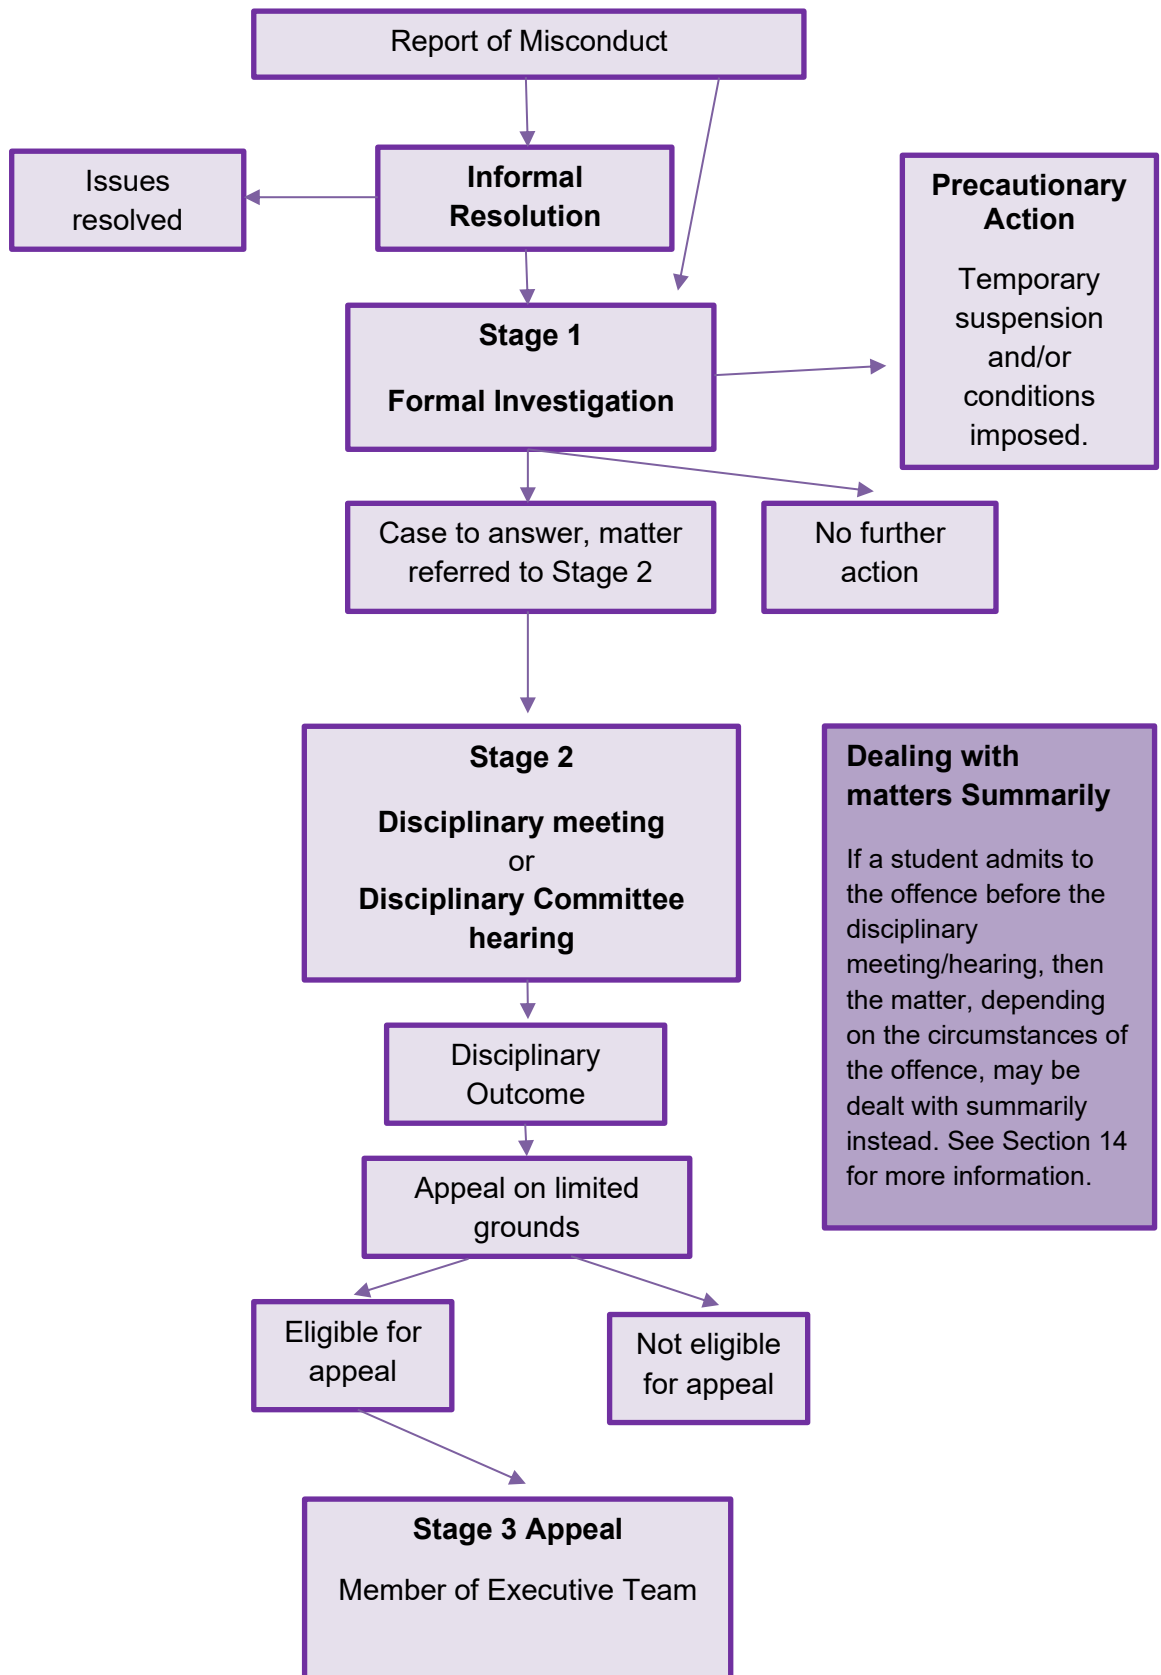 Report of Misconduct
Issues
resolved
Informal
Resolution
Precautionary
Action
Temporary
suspension
and/or
conditions
imposed.
Stage 1
Formal Investigation
Case to answer, matter
referred to Stage 2
No further
action
Stage 2
Disciplinary meeting
or
Disciplinary Committee
hearing
Dealing with
matters Summarily
If a student admits to
the offence before the
disciplinary
meeting/hearing, then
the matter, depending
on the circumstances of
the offence, may be
dealt with summarily
instead. See Section 14
for more information.
Disciplinary
Outcome
Appeal on limited
grounds
Eligible for
appeal
Not eligible
for appeal
Stage 3 Appeal
Member of Executive Team